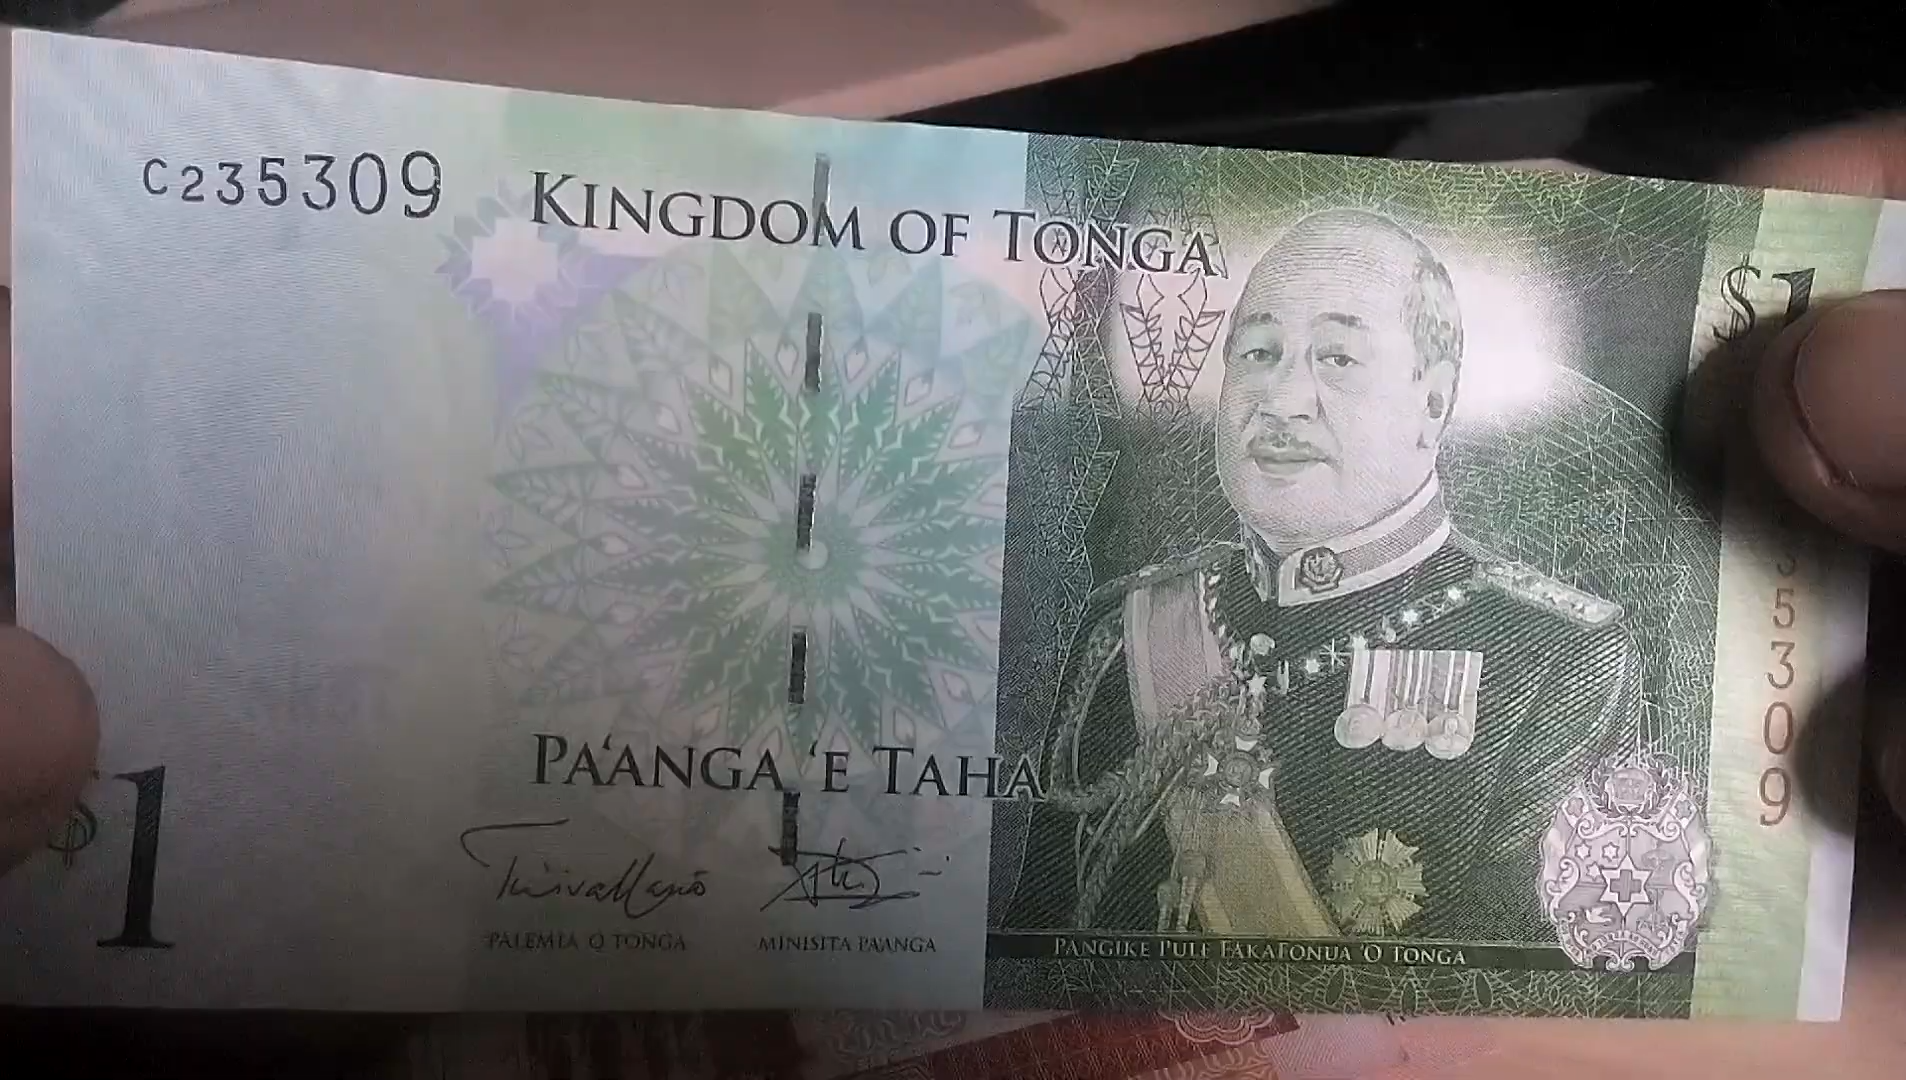 C235309
KINGDOM OF TONGA
$1
5309
PA'ANGA 'E TAHA
$1
PALEMIA O TONGA
MINISITA PA'ANGA
PANGIKE PULE FAKAFONUA 'O TONGA